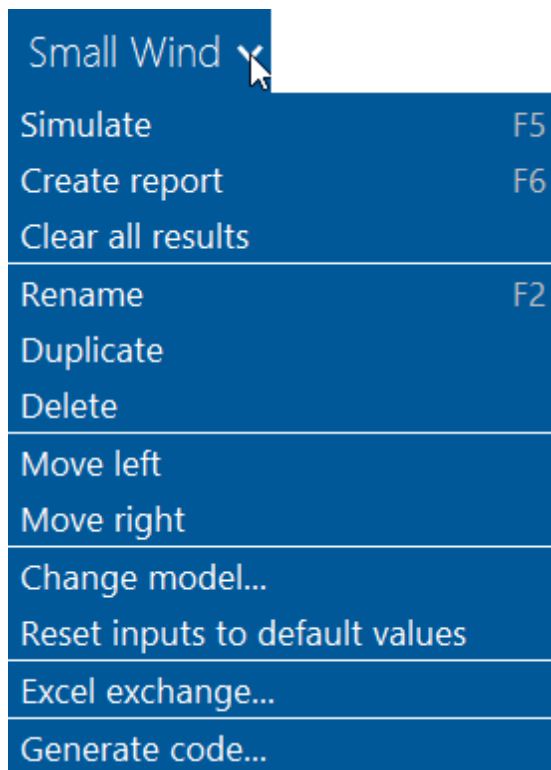 Small Wind
Simulate F5
Create report F6
Clear all results
Rename F2
Duplicate
Delete
Move left
Move right
Change model...
Reset inputs to default values
Excel exchange...
Generate code...